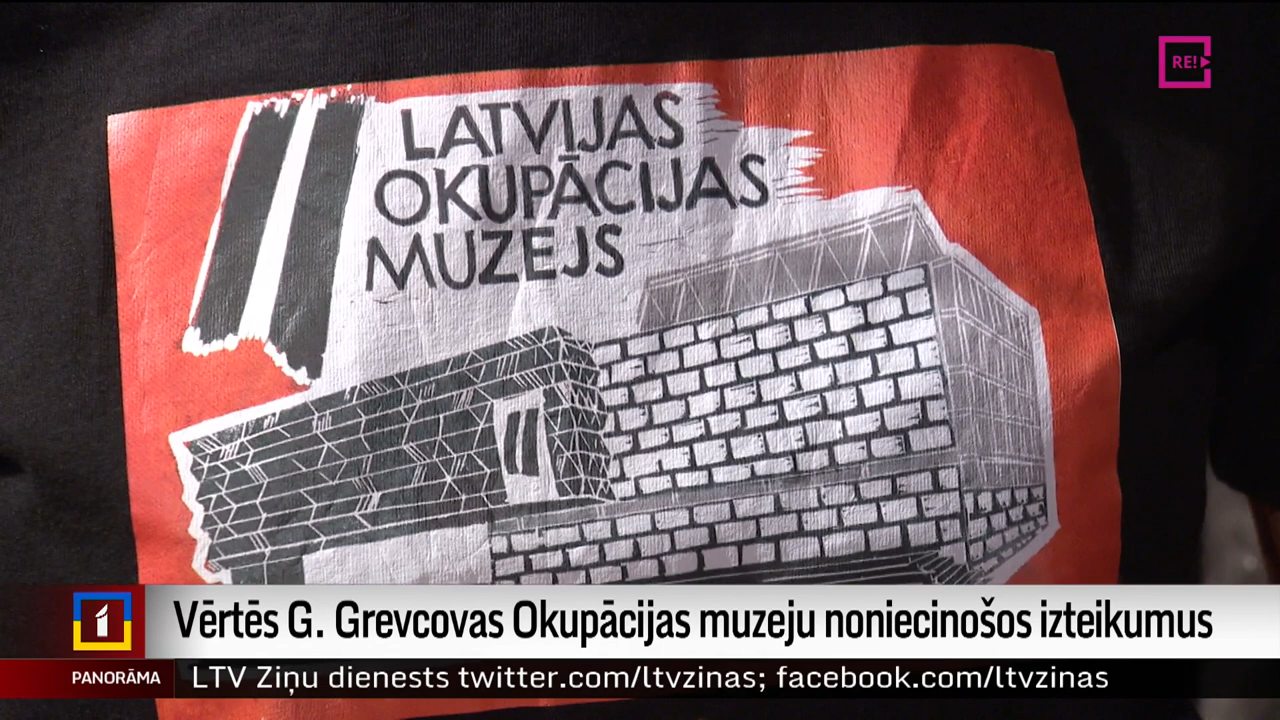 RE!
LATVIJAS
OKUPĀCIJAS
MUZEJS
1
Vērtēs G. Grevcovas Okupācijas muzeju noniecinošos izteikumus
PANORĀMA
LTV Ziņu dienests twitter.com/ltvzinas; facebook.com/ltvzinas